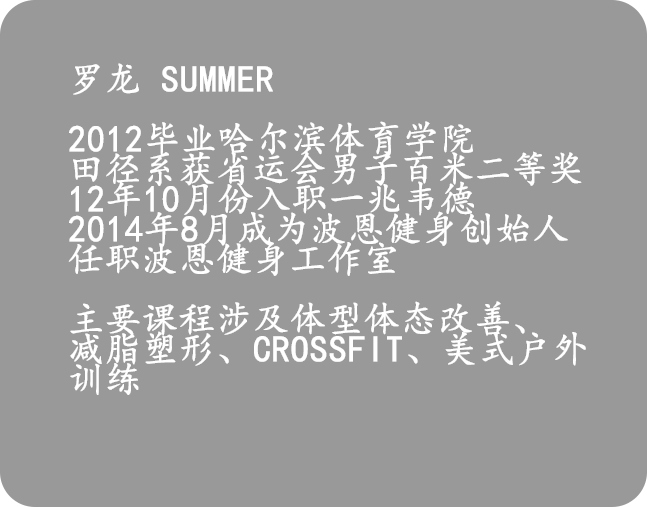 罗龙 SUMMER
2012毕业哈尔滨体育学院
田径系获省运会男子百米二等奖
12年10月份入职一兆韦德
2014年8月成为波恩健身创始人
任职波恩健身工作室
主要课程涉及体型体态改善、
减脂塑形、CROSSFIT、美式户外
训练